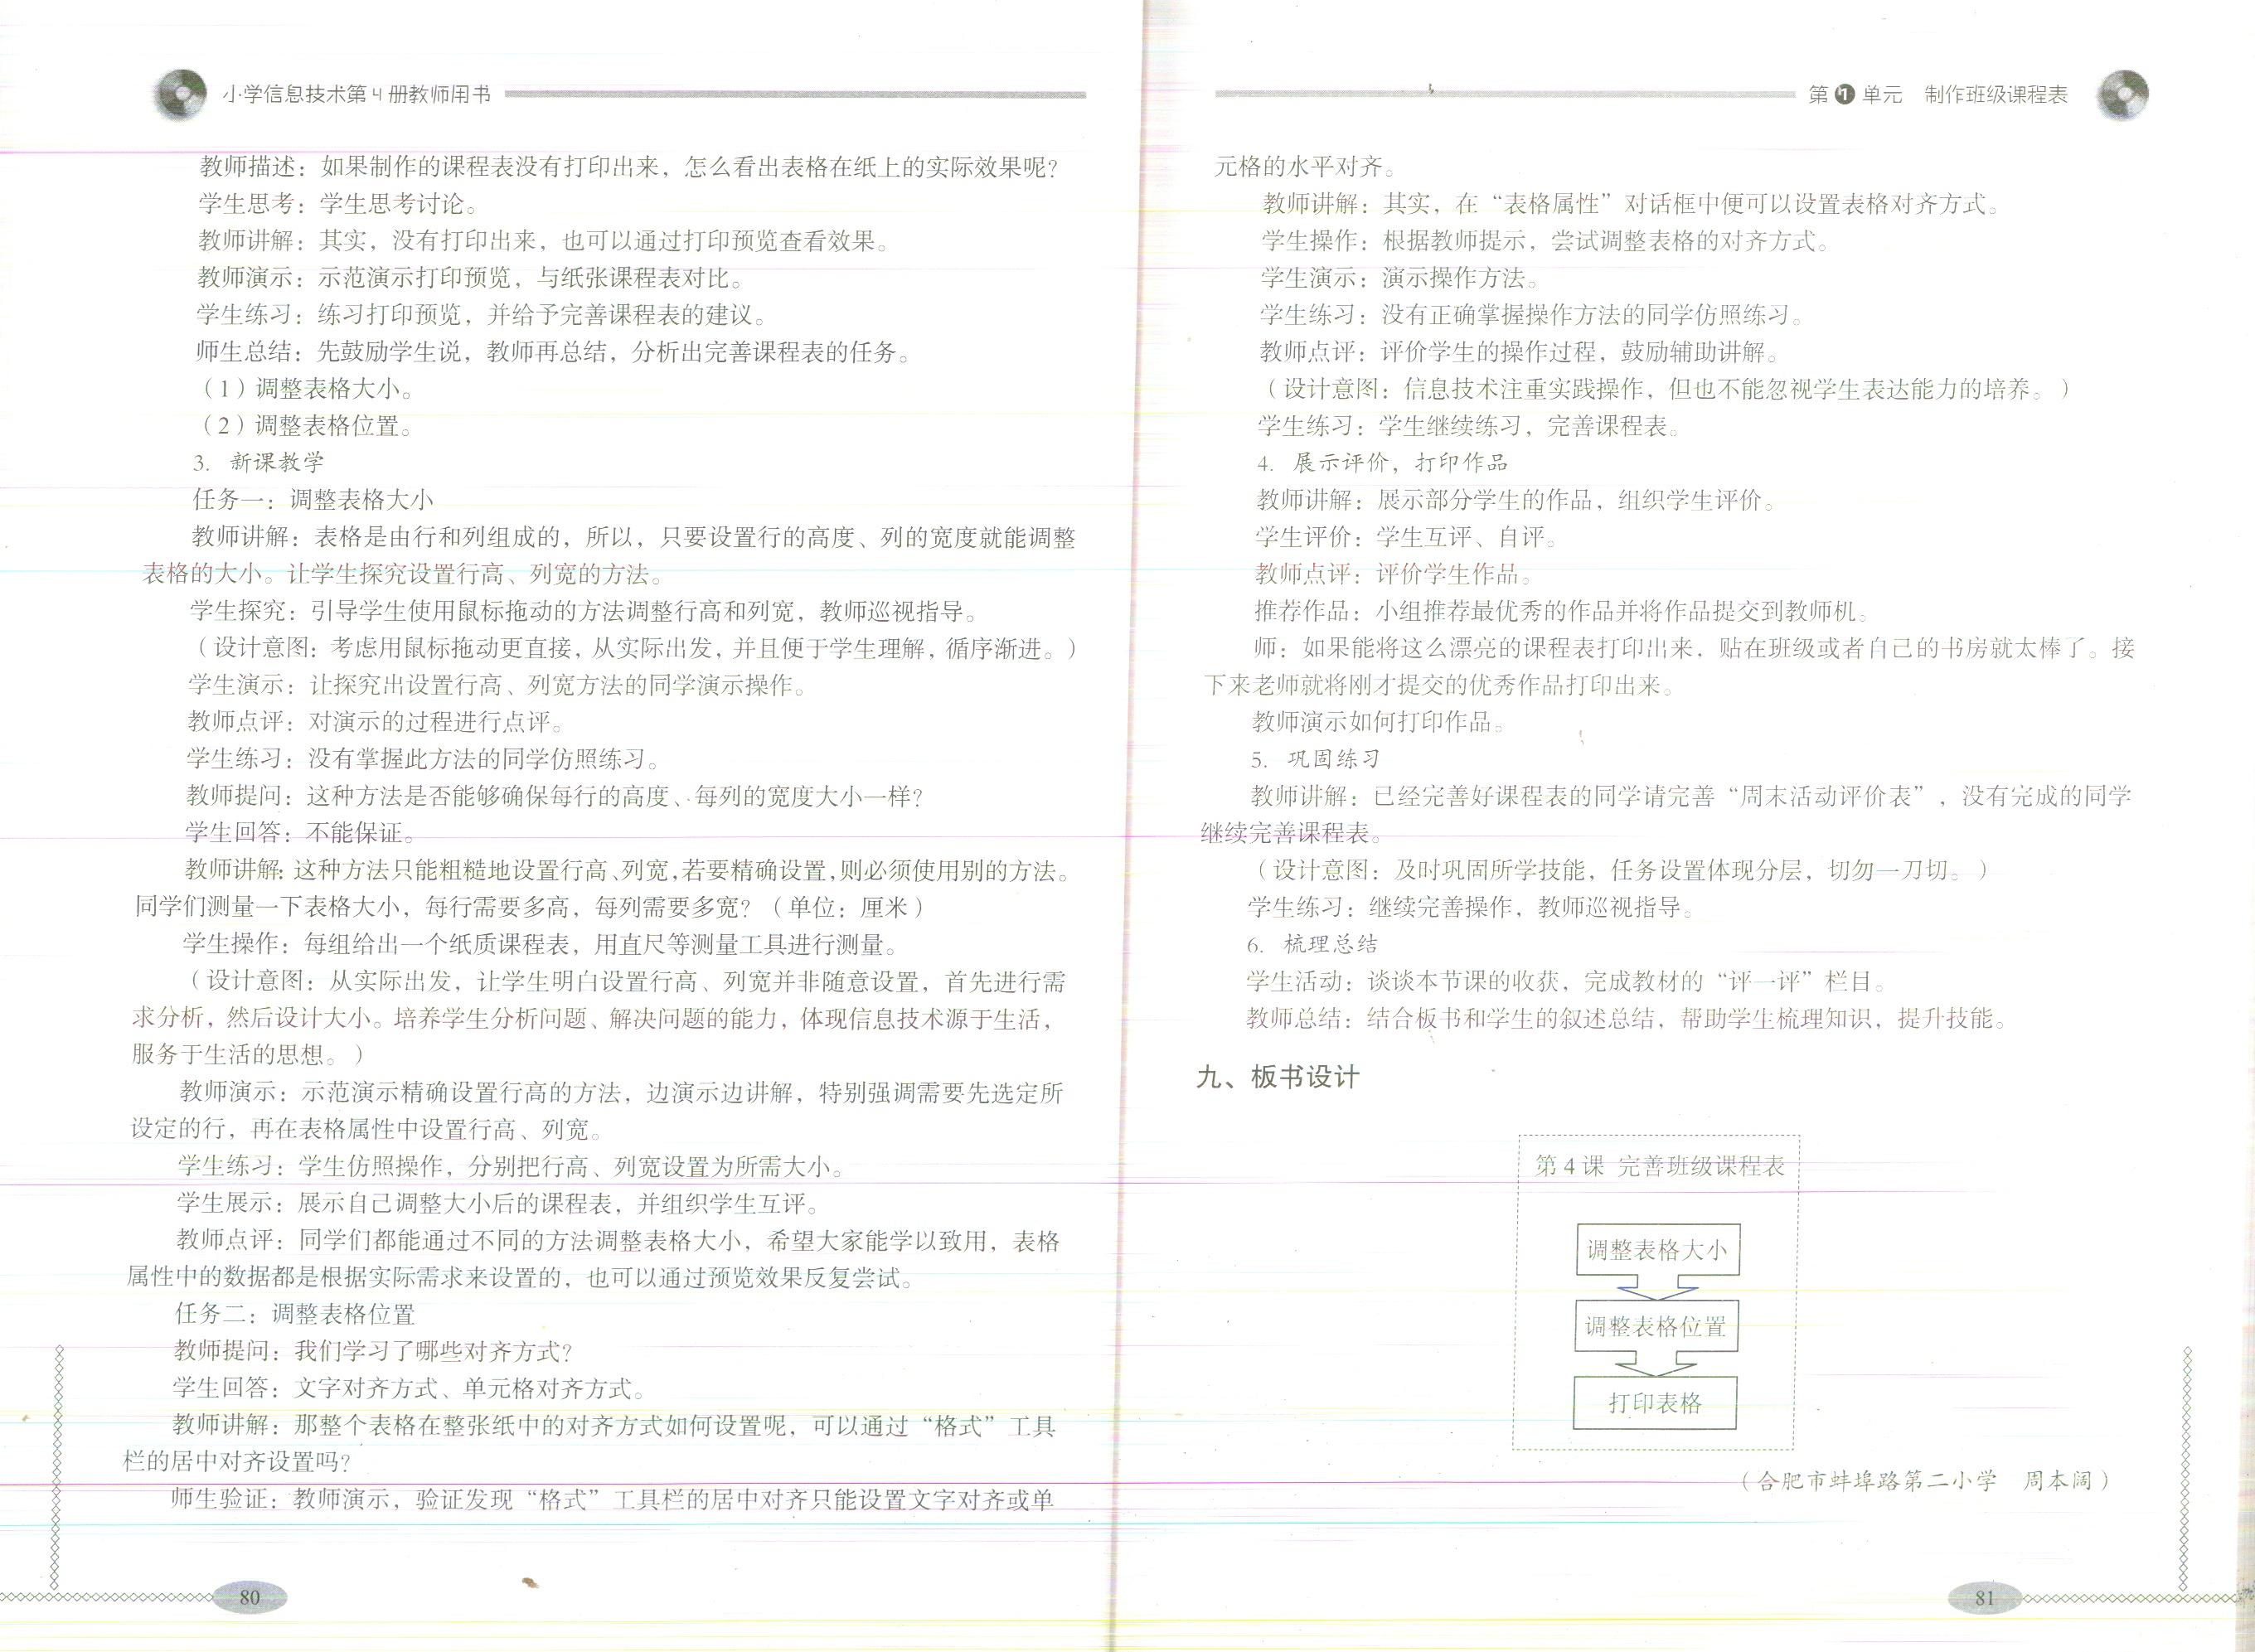 小学信息技术第4册教师用书
教师描述：如果制作的课程表没有打印出来，怎么看出表格在纸上的实际效果呢？
学生思考：学生思考讨论。
教师讲解：其实，没有打印出来，也可以通过打印预览查看效果。
教师演示：示范演示打印预览，与纸张课程表对比。
学生练习：练习打印预览，并给予完善课程表的建议。
师生总结：先鼓励学生说，教师再总结，分析出完善课程表的任务。
（1）调整表格大小。
（2）调整表格位置。
3. 新课教学
任务一：调整表格大小
教师讲解：表格是由行和列组成的，所以，只要设置行的高度、列的宽度就能调整
表格的大小。让学生探究设置行高、列宽的方法。
学生探究：引导学生使用鼠标拖动的方法调整行高和列宽，教师巡视指导。
（设计意图：考虑用鼠标拖动更直接，从实际出发，并且便于学生理解，循序渐进。）
学生演示：让探究出设置行高、列宽方法的同学演示操作。
教师点评：对演示的过程进行点评。
学生练习：没有掌握此方法的同学仿照练习。
教师提问：这种方法是否能够确保每行的高度、每列的宽度大小一样？
学生回答：不能保证。
教师讲解：这种方法只能粗糙地设置行高、列宽，若要精确设置，则必须使用别的方法。
同学们测量一下表格大小，每行需要多高，每列需要多宽？（单位：厘米）
学生操作：每组给出一个纸质课程表，用直尺等测量工具进行测量。
（设计意图：从实际出发，让学生明白设置行高、列宽并非随意设置，首先进行需
求分析，然后设计大小。培养学生分析问题、解决问题的能力，体现信息技术源于生活，
服务于生活的思想。）
教师演示：示范演示精确设置行高的方法，边演示边讲解，特别强调需要先选定所
设定的行，再在表格属性中设置行高、列宽。
学生练习：学生仿照操作，分别把行高、列宽设置为所需大小。
学生展示：展示自己调整大小后的课程表，并组织学生互评。
教师点评：同学们都能通过不同的方法调整表格大小，希望大家能学以致用，表格
属性中的数据都是根据实际需求来设置的，也可以通过预览效果反复尝试。
任务二：调整表格位置
教师提问：我们学习了哪些对齐方式？
学生回答：文字对齐方式、单元格对齐方式。
教师讲解：那整个表格在整张纸中的对齐方式如何设置呢，可以通过“格式”工具
栏的居中对齐设置吗？
师生验证：教师演示，验证发现“格式”工具栏的居中对齐只能设置文字对齐或单
80
第1单元　制作班级课程表
元格的水平对齐。
教师讲解：其实，在“表格属性”对话框中便可以设置表格对齐方式。
学生操作：根据教师提示，尝试调整表格的对齐方式。
学生演示：演示操作方法。
学生练习：没有正确掌握操作方法的同学仿照练习。
教师点评：评价学生的操作过程，鼓励辅助讲解。
（设计意图：信息技术注重实践操作，但也不能忽视学生表达能力的培养。）
学生练习：学生继续练习，完善课程表。
4. 展示评价，打印作品
教师讲解：展示部分学生的作品，组织学生评价。
学生评价：学生互评、自评。
教师点评：评价学生作品。
推荐作品：小组推荐最优秀的作品并将作品提交到教师机。
师：如果能将这么漂亮的课程表打印出来，贴在班级或者自己的书房就太棒了。接
下来老师就将刚才提交的优秀作品打印出来。
教师演示如何打印作品。
5. 巩固练习
教师讲解：已经完善好课程表的同学请完善“周末活动评价表”，没有完成的同学
继续完善课程表。
（设计意图：及时巩固所学技能，任务设置体现分层，切勿一刀切。）
学生练习：继续完善操作，教师巡视指导。
6. 梳理总结
学生活动：谈谈本节课的收获，完成教材的“评一评”栏目。
教师总结：结合板书和学生的叙述总结，帮助学生梳理知识，提升技能。
九、板书设计
第4课 完善班级课程表
调整表格大小
调整表格位置
打印表格
（合肥市蚌埠路第二小学　周本阔）
81